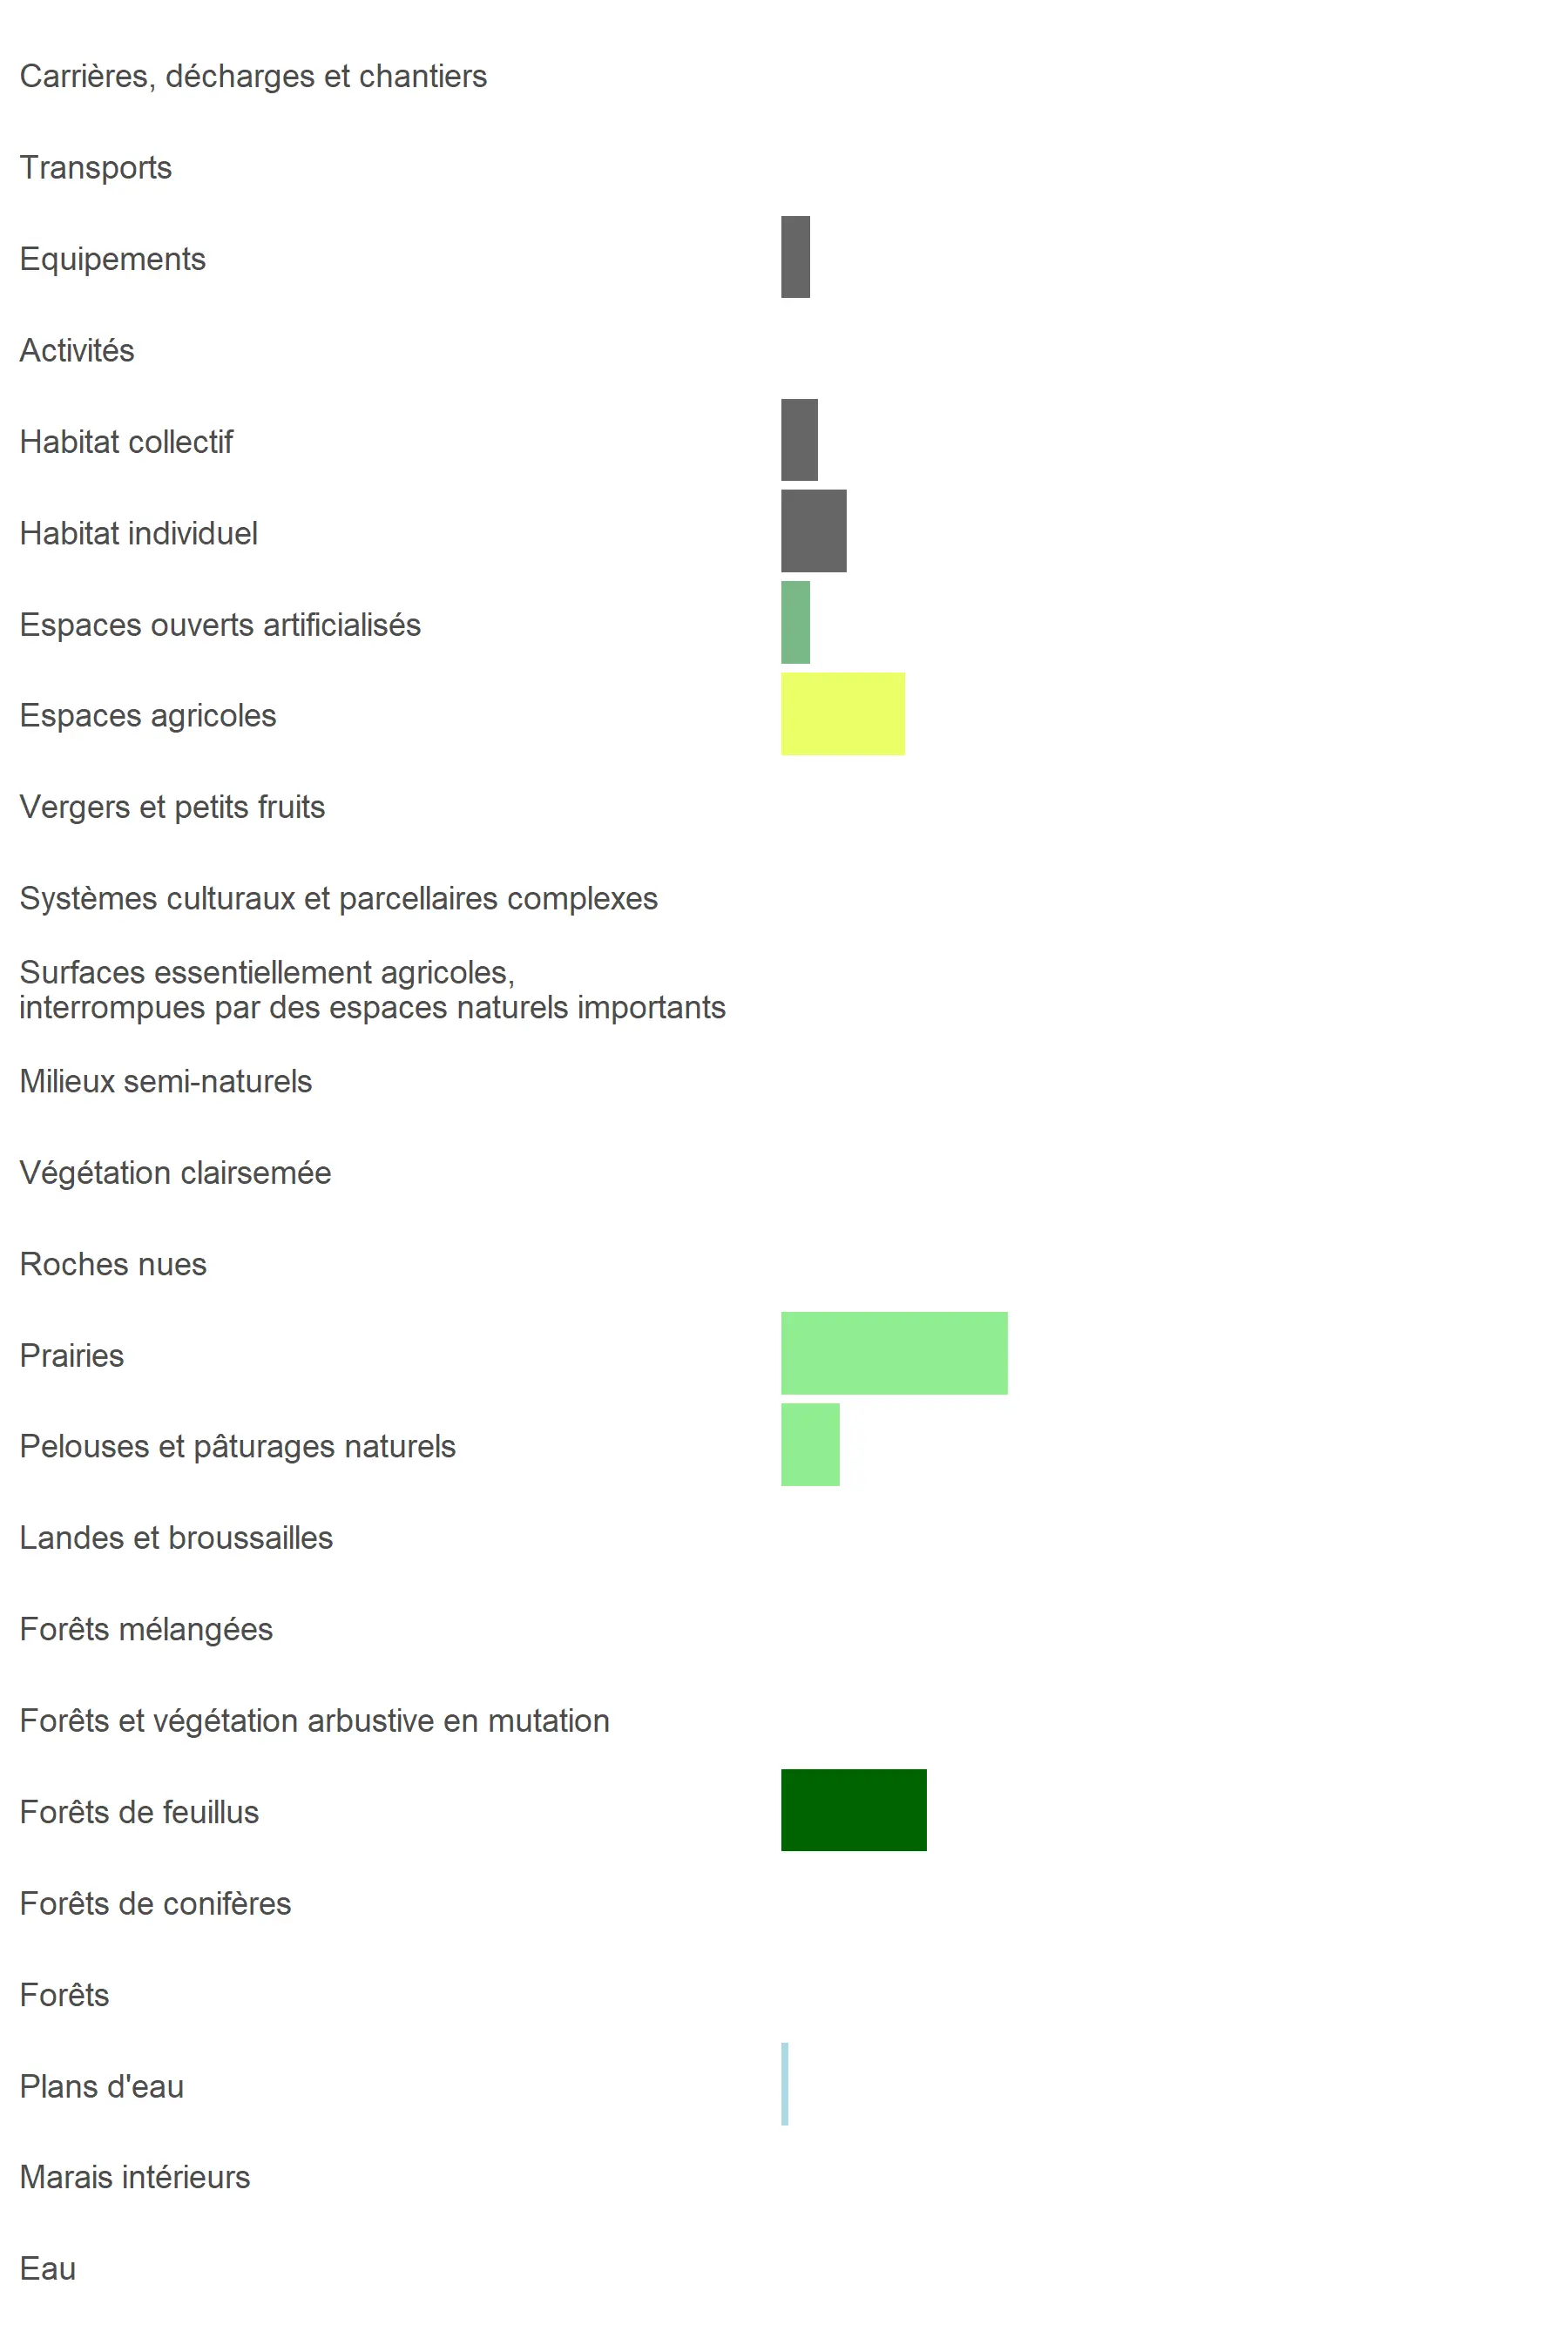 Carrières, décharges et chantiers
Transports
Equipements
Activités
Habitat collectif
Habitat individuel
Espaces ouverts artificialisés
Espaces agricoles
Vergers et petits fruits
Systèmes culturaux et parcellaires complexes
Surfaces essentiellement agricoles,
interrompues par des espaces naturels importants
Milieux semi-naturels
Végétation clairsemée
Roches nues
Prairies
Pelouses et pâturages naturels
Landes et broussailles
Forêts mélangées
Forêts et végétation arbustive en mutation
Forêts de feuillus
Forêts de conifères
Forêts
Plans d'eau
Marais intérieurs
Eau